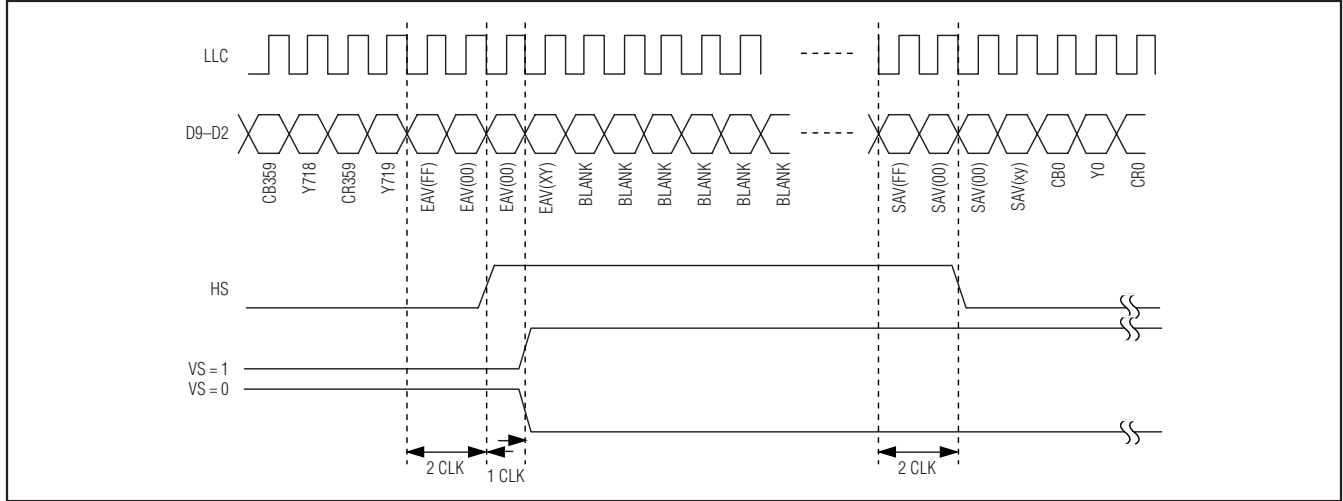 LLC
D9–D2
CB359
Y718
CR359
Y719
EAV(FF)
EAV(00)
EAV(00)
EAV(XY)
BLANK
BLANK
BLANK
BLANK
BLANK
BLANK
SAV(FF)
SAV(00)
SAV(00)
SAV(xy)
CB0
Y0
CR0
HS
VS = 1
VS = 0
2 CLK
1 CLK
2 CLK